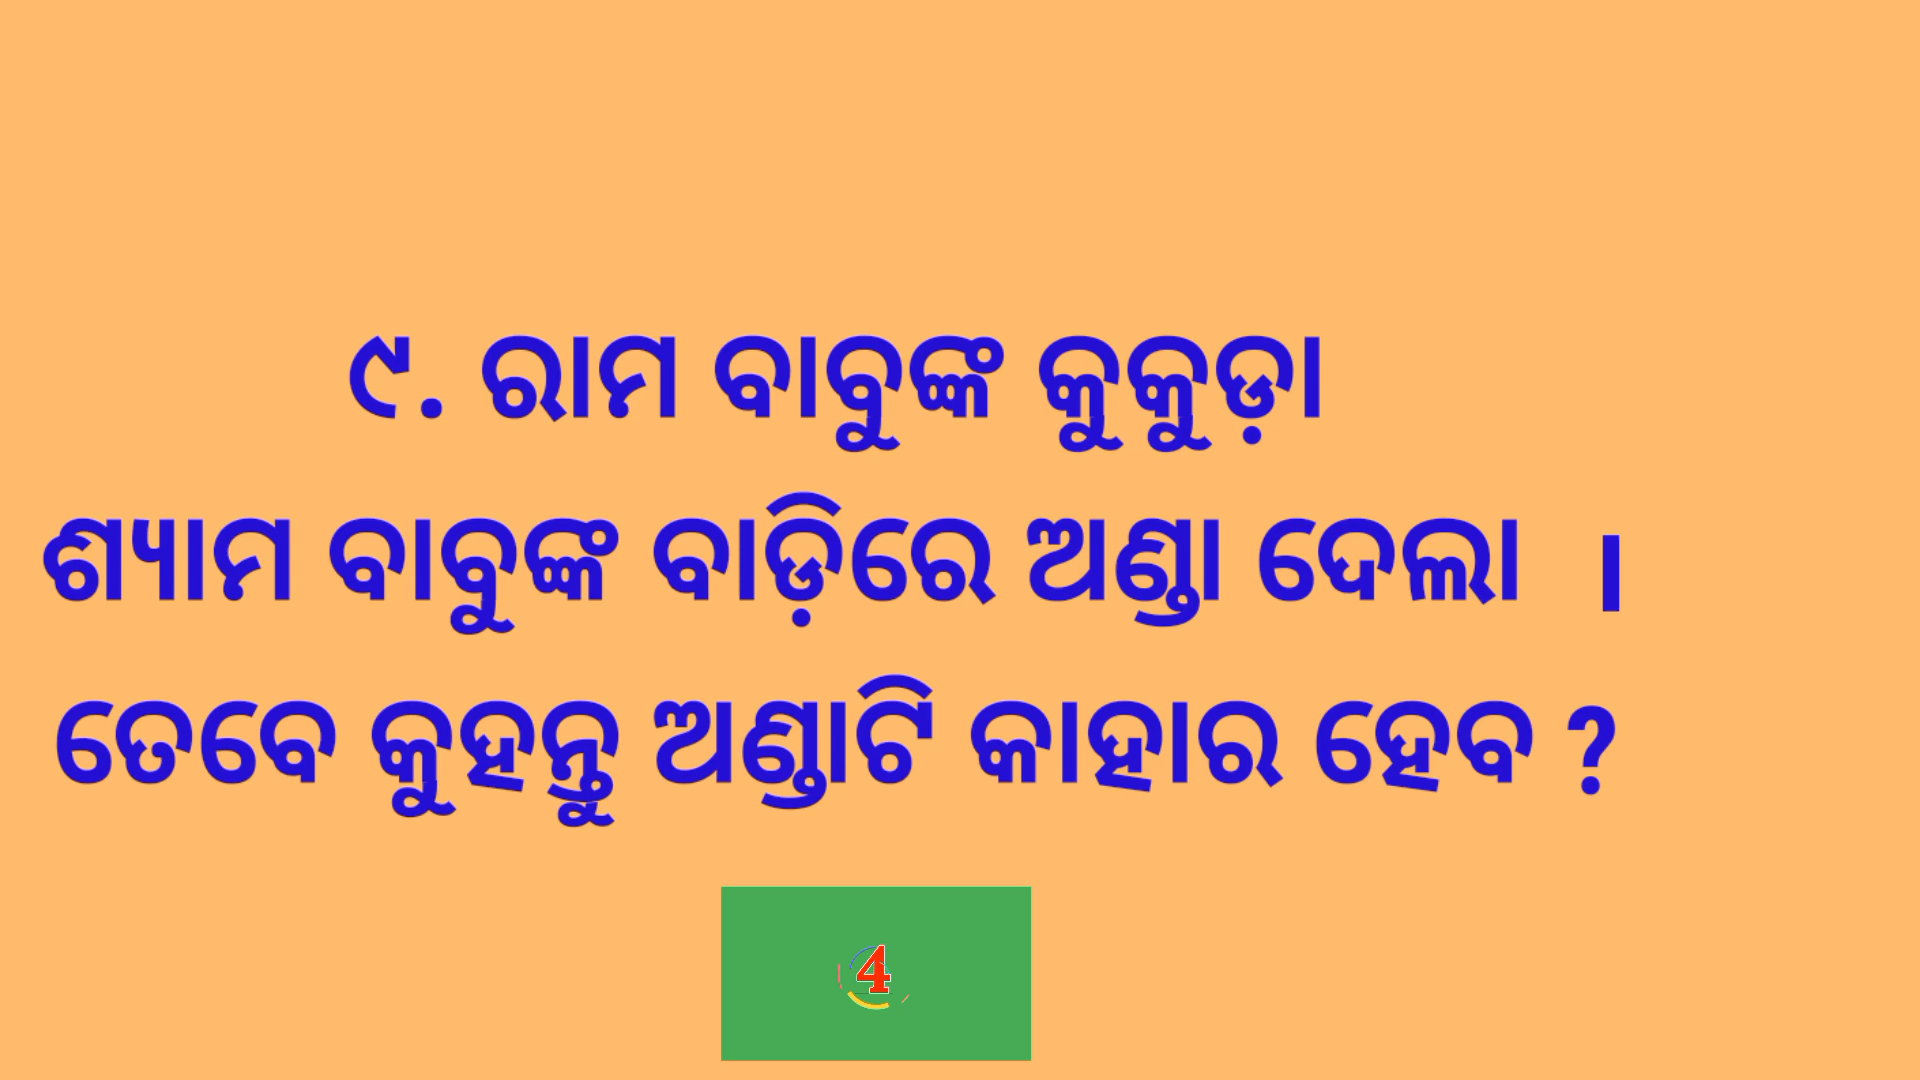 ୯. ରାମ ବାବୁଙ୍କ କୁକୁଡ଼ା
ଶ୍ୟାମ ବାବୁଙ୍କ ବାଡ଼ିରେ ଅଣ୍ଡା ଦେଲା ।
ତେବେ କୁହନ୍ତୁ ଅଣ୍ଡାଟି କାହାର ହେବ ?
4